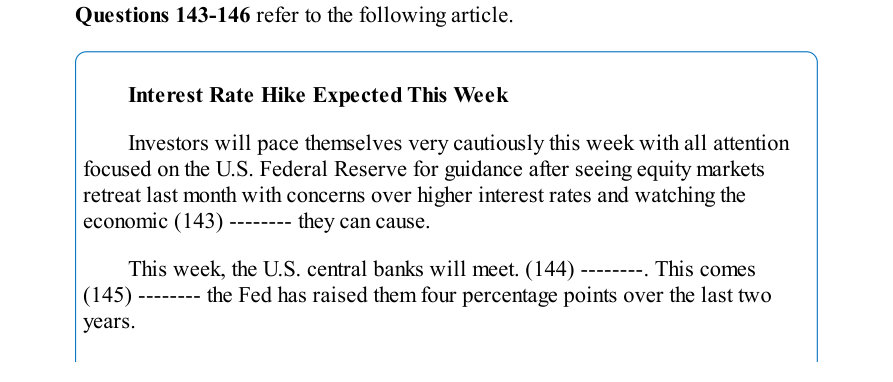 Questions 143-146 refer to the following article.
Interest Rate Hike Expected This Week
Investors will pace themselves very cautiously this week with all attention
focused on the U.S. Federal Reserve for guidance after seeing equity markets
retreat last month with concerns over higher interest rates and watching the
economic (143) -------- they can cause.
This week, the U.S. central banks will meet. (144) --------. This comes
(145) -------- the Fed has raised them four percentage points over the last two
years.